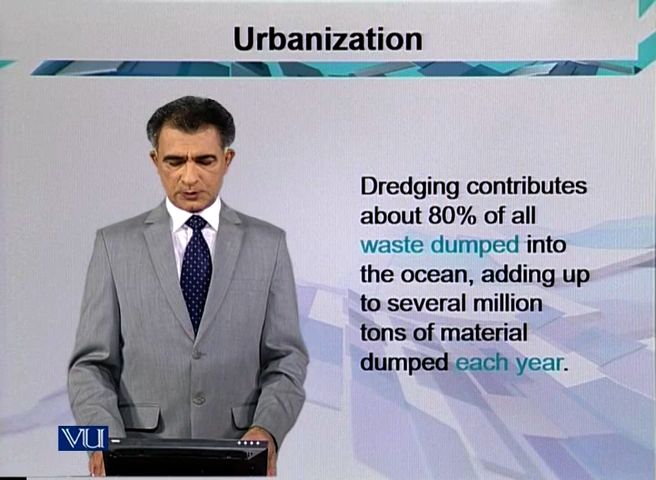 Urbanization
Dredging contributes
about 80% of all
waste dumped into
the ocean, adding up
to several million
tons of material
dumped each year.
VU